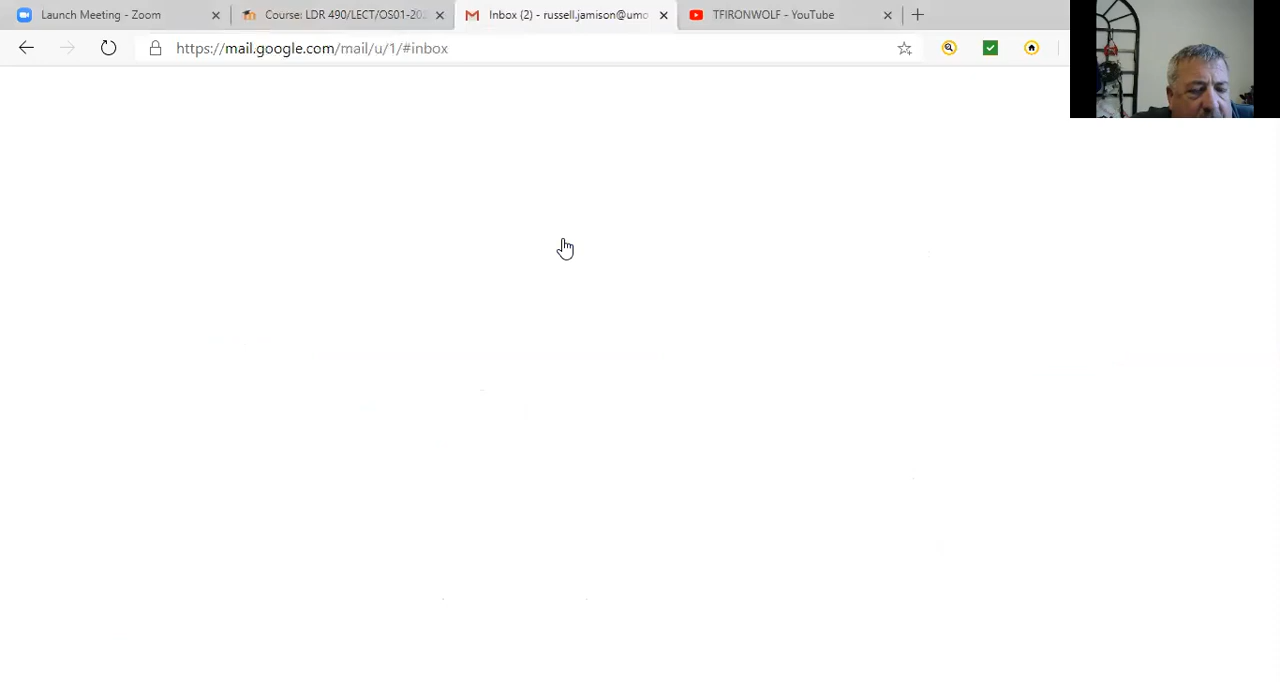 Launch Meeting - Zoom
Course: LDR 490/LECT/OS01-202
Inbox (2) - russell.jamison@umo
TFIRONWOLF - YouTube
https://mail.google.com/mail/u/1/#inbox